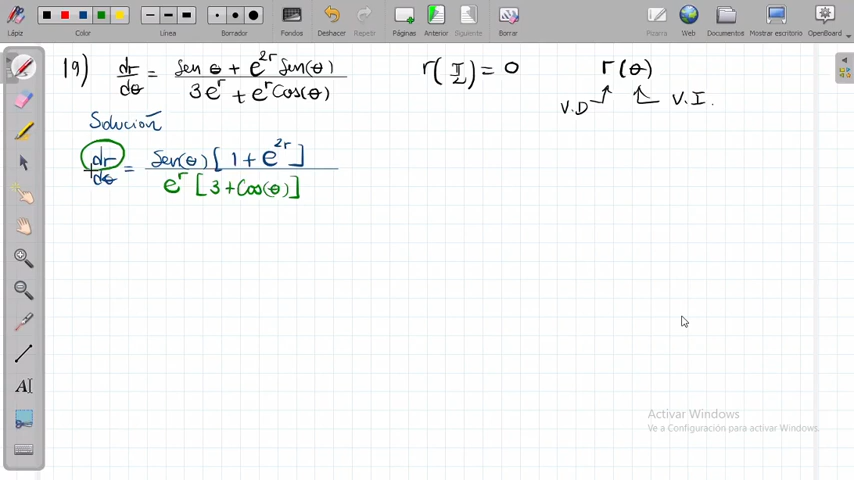 Lápiz Colores Línea Borrador Fondos Deshacer Repetir Páginas Anterior Siguiente Borrar Pizarra Web Documentos Mostrar escritorio OpenBoard
19) dr/dθ = (Sen θ + e^{2r} Sen(θ))/(3e^r + e^r Cos(θ)) r(π/2) = 0 r(θ)
V.D V.I.
Solución
dr/dθ = Sen(θ)[1 + e^{2r}]/(e^r [3 + Cos(θ)])
AI
Activar Windows
Ve a Configuración para activar Windows.